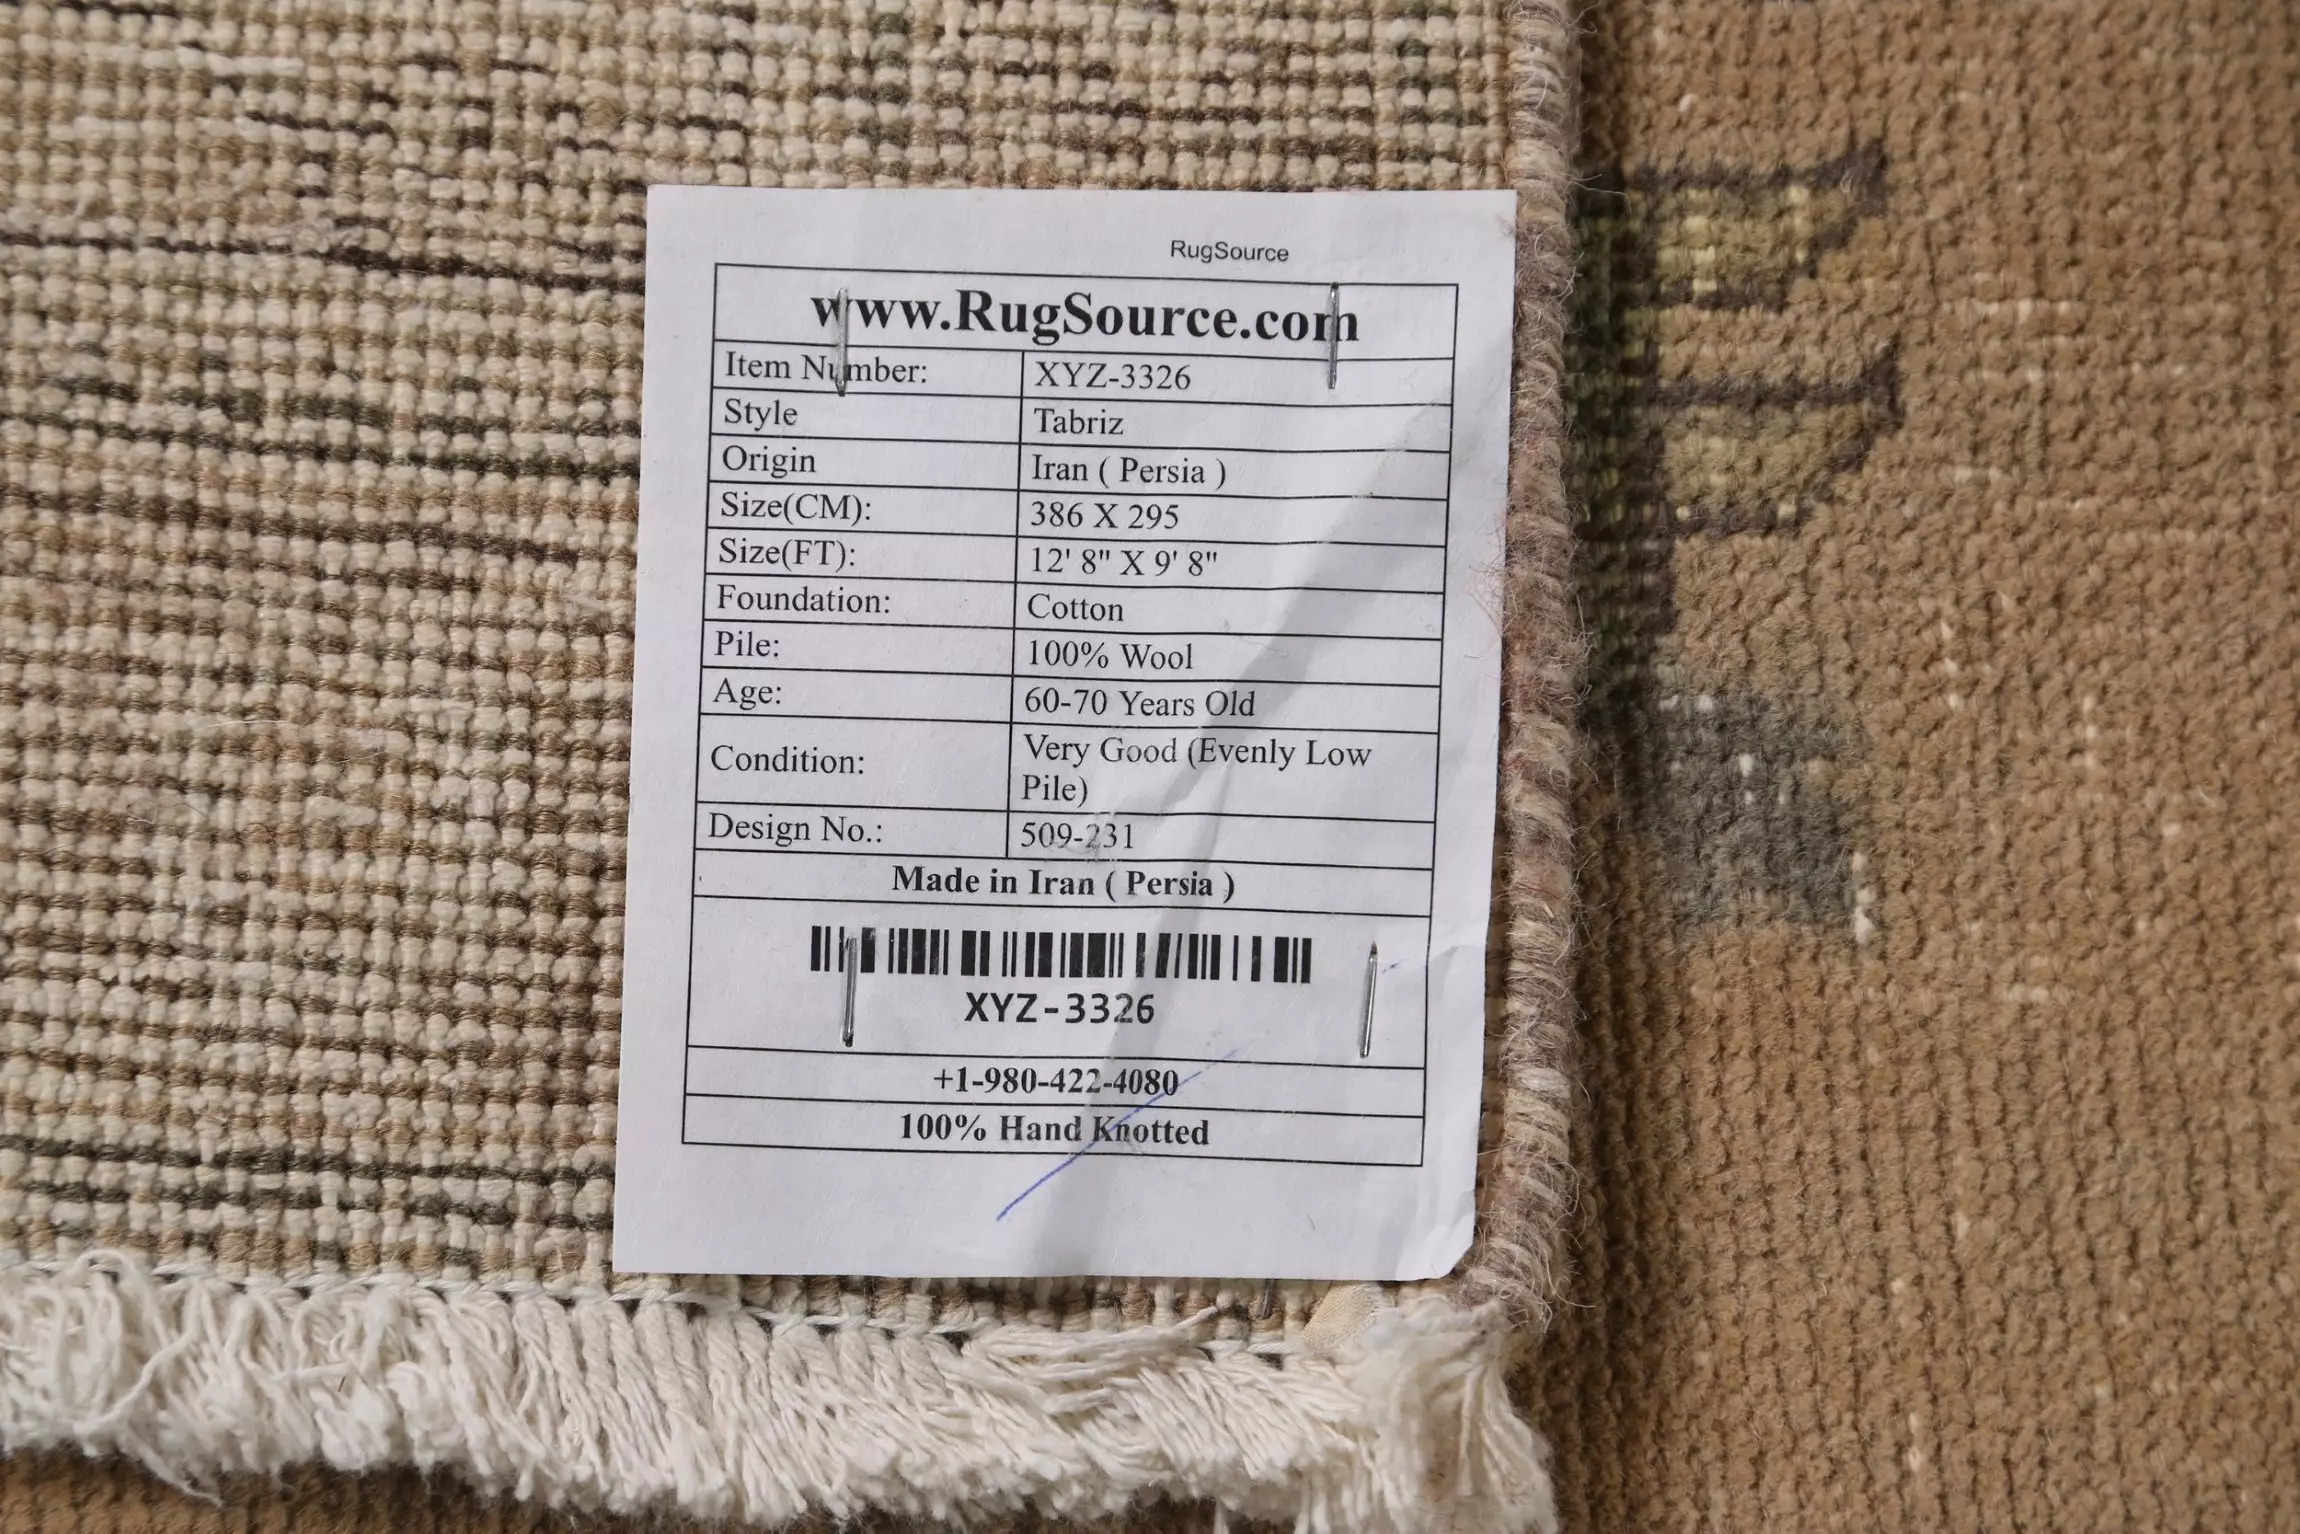 RugSource
www.RugSource.com
Item Number: XYZ-3326
Style Tabriz
Origin Iran ( Persia )
Size(CM): 386 X 295
Size(FT): 12' 8" X 9' 8"
Foundation: Cotton
Pile: 100% Wool
Age: 60-70 Years Old
Condition: Very Good (Evenly Low
Pile)
Design No.: 509-231
Made in Iran ( Persia )
XYZ-3326
+1-980-422-4080
100% Hand Knotted